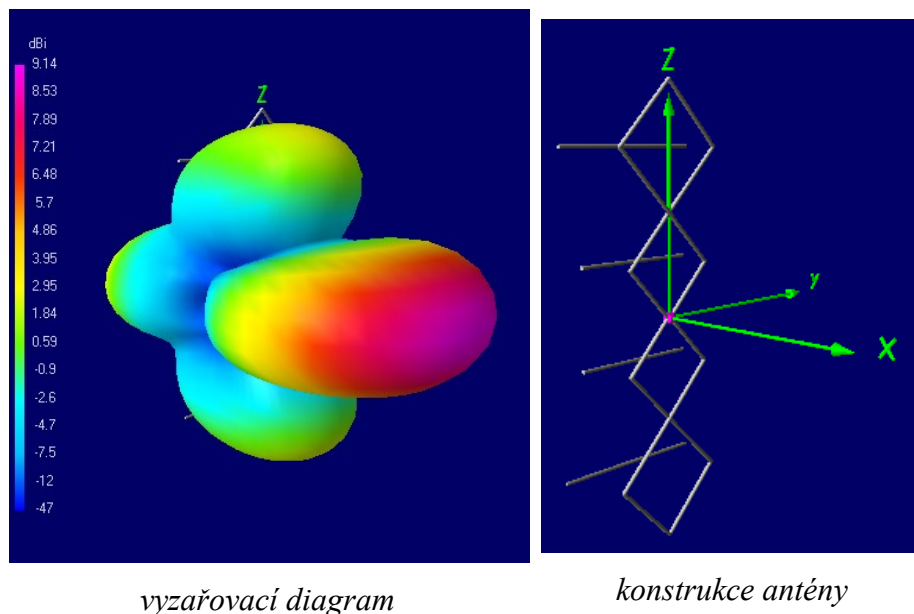 dBi
9.14
8.53
7.89
7.21
6.48
5.7
4.86
3.95
2.95
1.84
0.59
-0.9
-2.6
-4.7
-7.5
-12
-47
Z
Z
y
X
vyzařovací diagram
konstrukce antény